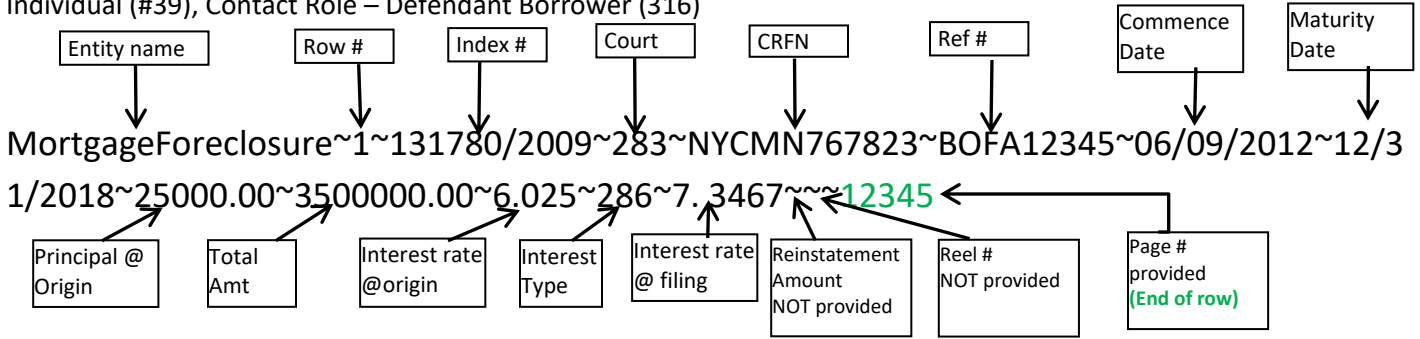 Individual (#39), Contact Role – Defendant Borrower (316)
Entity name
Row #
Index #
Court
CRFN
Ref #
Commence
Date
Maturity
Date
MortgageForeclosure~1~131780/2009~283~NYCMN767823~BOFA12345~06/09/2012~12/3
1/2018~25000.00~3500000.00~6.025~286~7.3467~~~12345
Principal @
Origin
Total
Amt
Interest rate
@origin
Interest
Type
Interest rate
@ filing
Reinstatement
Amount
NOT provided
Reel #
NOT provided
Page #
provided
(End of row)